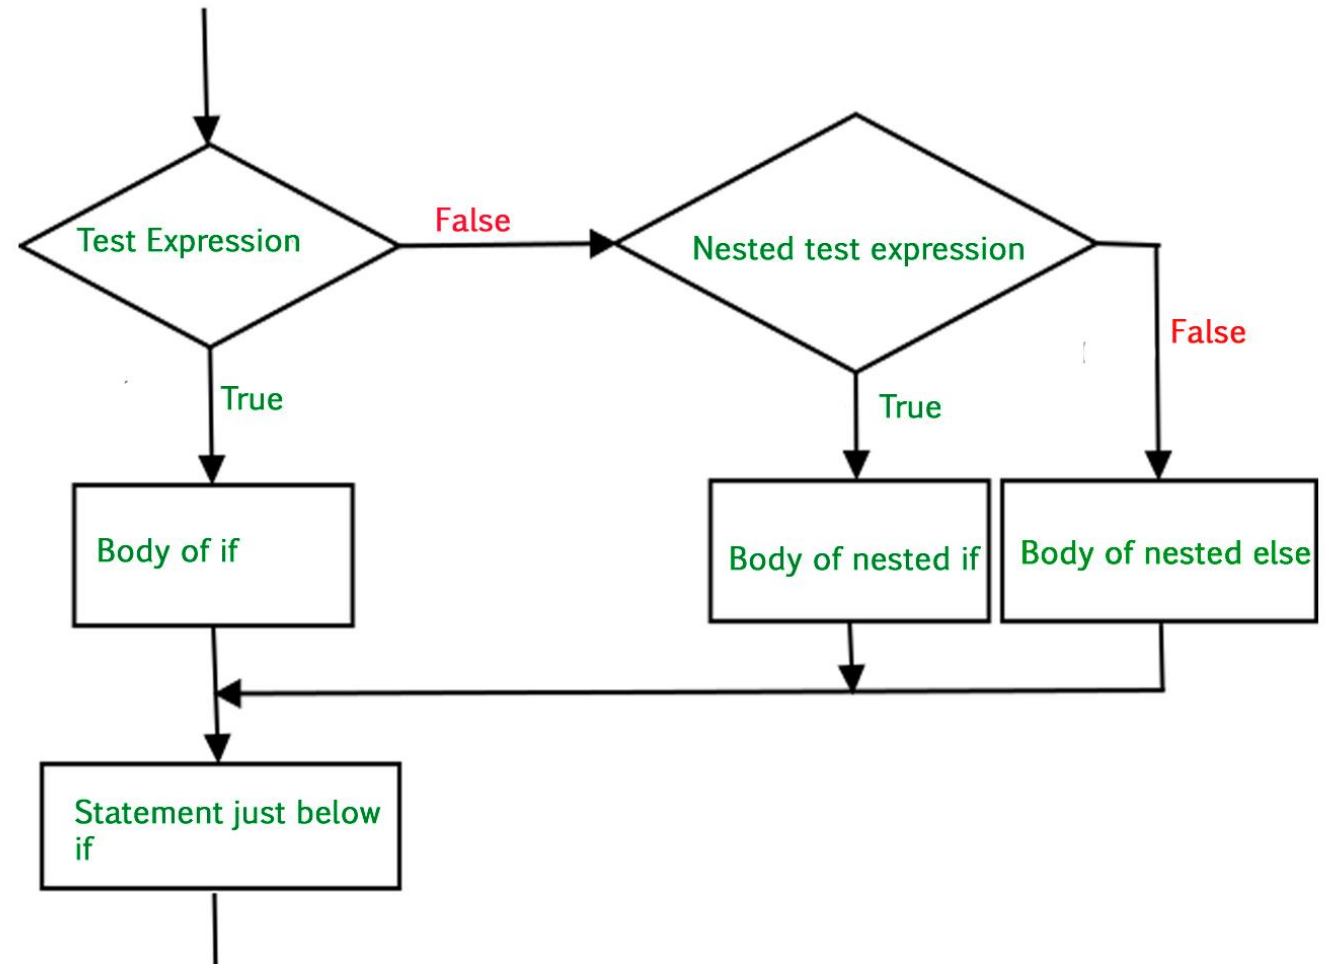 Test Expression
False
Nested test expression
False
True
True
Body of if
Body of nested if
Body of nested else
Statement just below
if